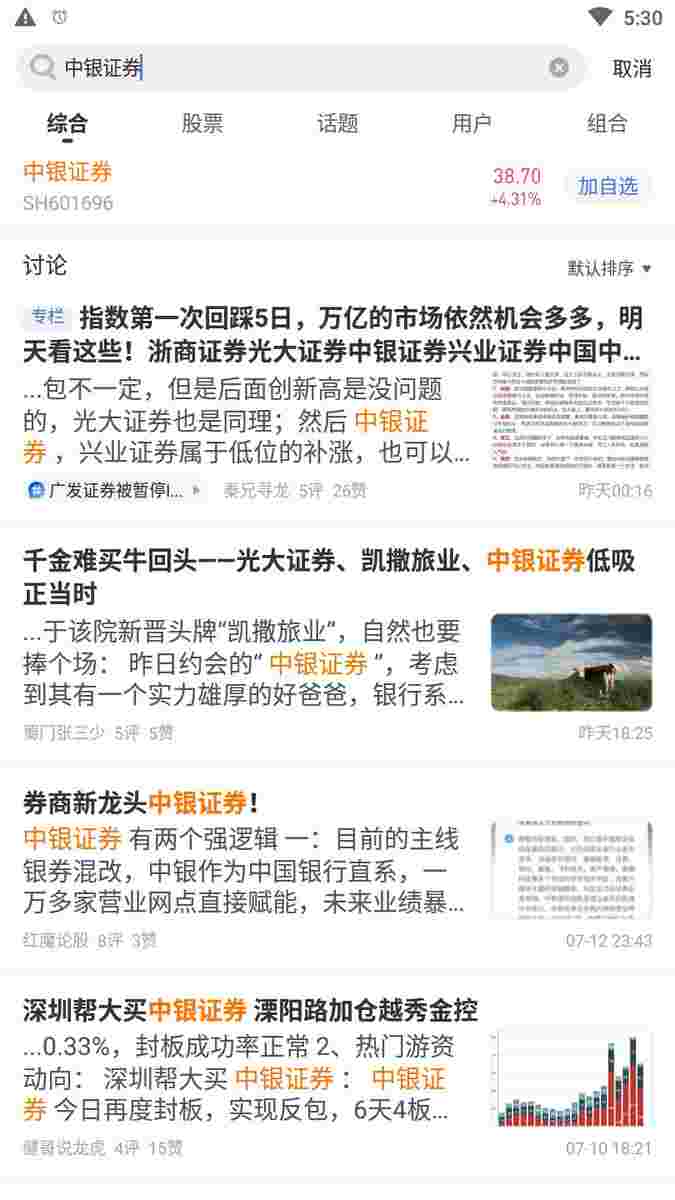 5:30
中银证券
取消
综合 股票 话题 用户 组合
中银证券
38.70
加自选
SH601696
+4.31%
讨论
默认排序
专栏 指数第一次回踩5日，万亿的市场依然机会多多，明
天看这些！浙商证券光大证券中银证券兴业证券中国中...
...包不一定，但是后面创新高是没问题
的，光大证券也是同理；然后 中银证
券 ，兴业证券属于低位的补涨，也可以...
广发证券被暂停I... 秦兄寻龙 5评 26赞 昨天00:16
千金难买牛回头——光大证券、凯撒旅业、中银证券低吸
正当时
...于该院新晋头牌“凯撒旅业”，自然也要
捧个场： 昨日约会的“ 中银证券 ”，考虑
到其有一个实力雄厚的好爸爸，银行系...
门张三少 5评 5赞 昨天18:25
券商新龙头中银证券！
中银证券 有两个强逻辑 一：目前的主线
银券混改，中银作为中国银行直系，一
万多家营业网点直接赋能，未来业绩暴...
红魔论股 8评 3赞 07-12 23:43
深圳帮大买中银证券 溧阳路加仓越秀金控
...0.33%，封板成功率正常 2、热门游资
动向： 深圳帮大买 中银证券 ： 中银证
券 今日再度封板，实现反包，6天4板...
健哥说龙虎 4评 15赞 07-10 18:21